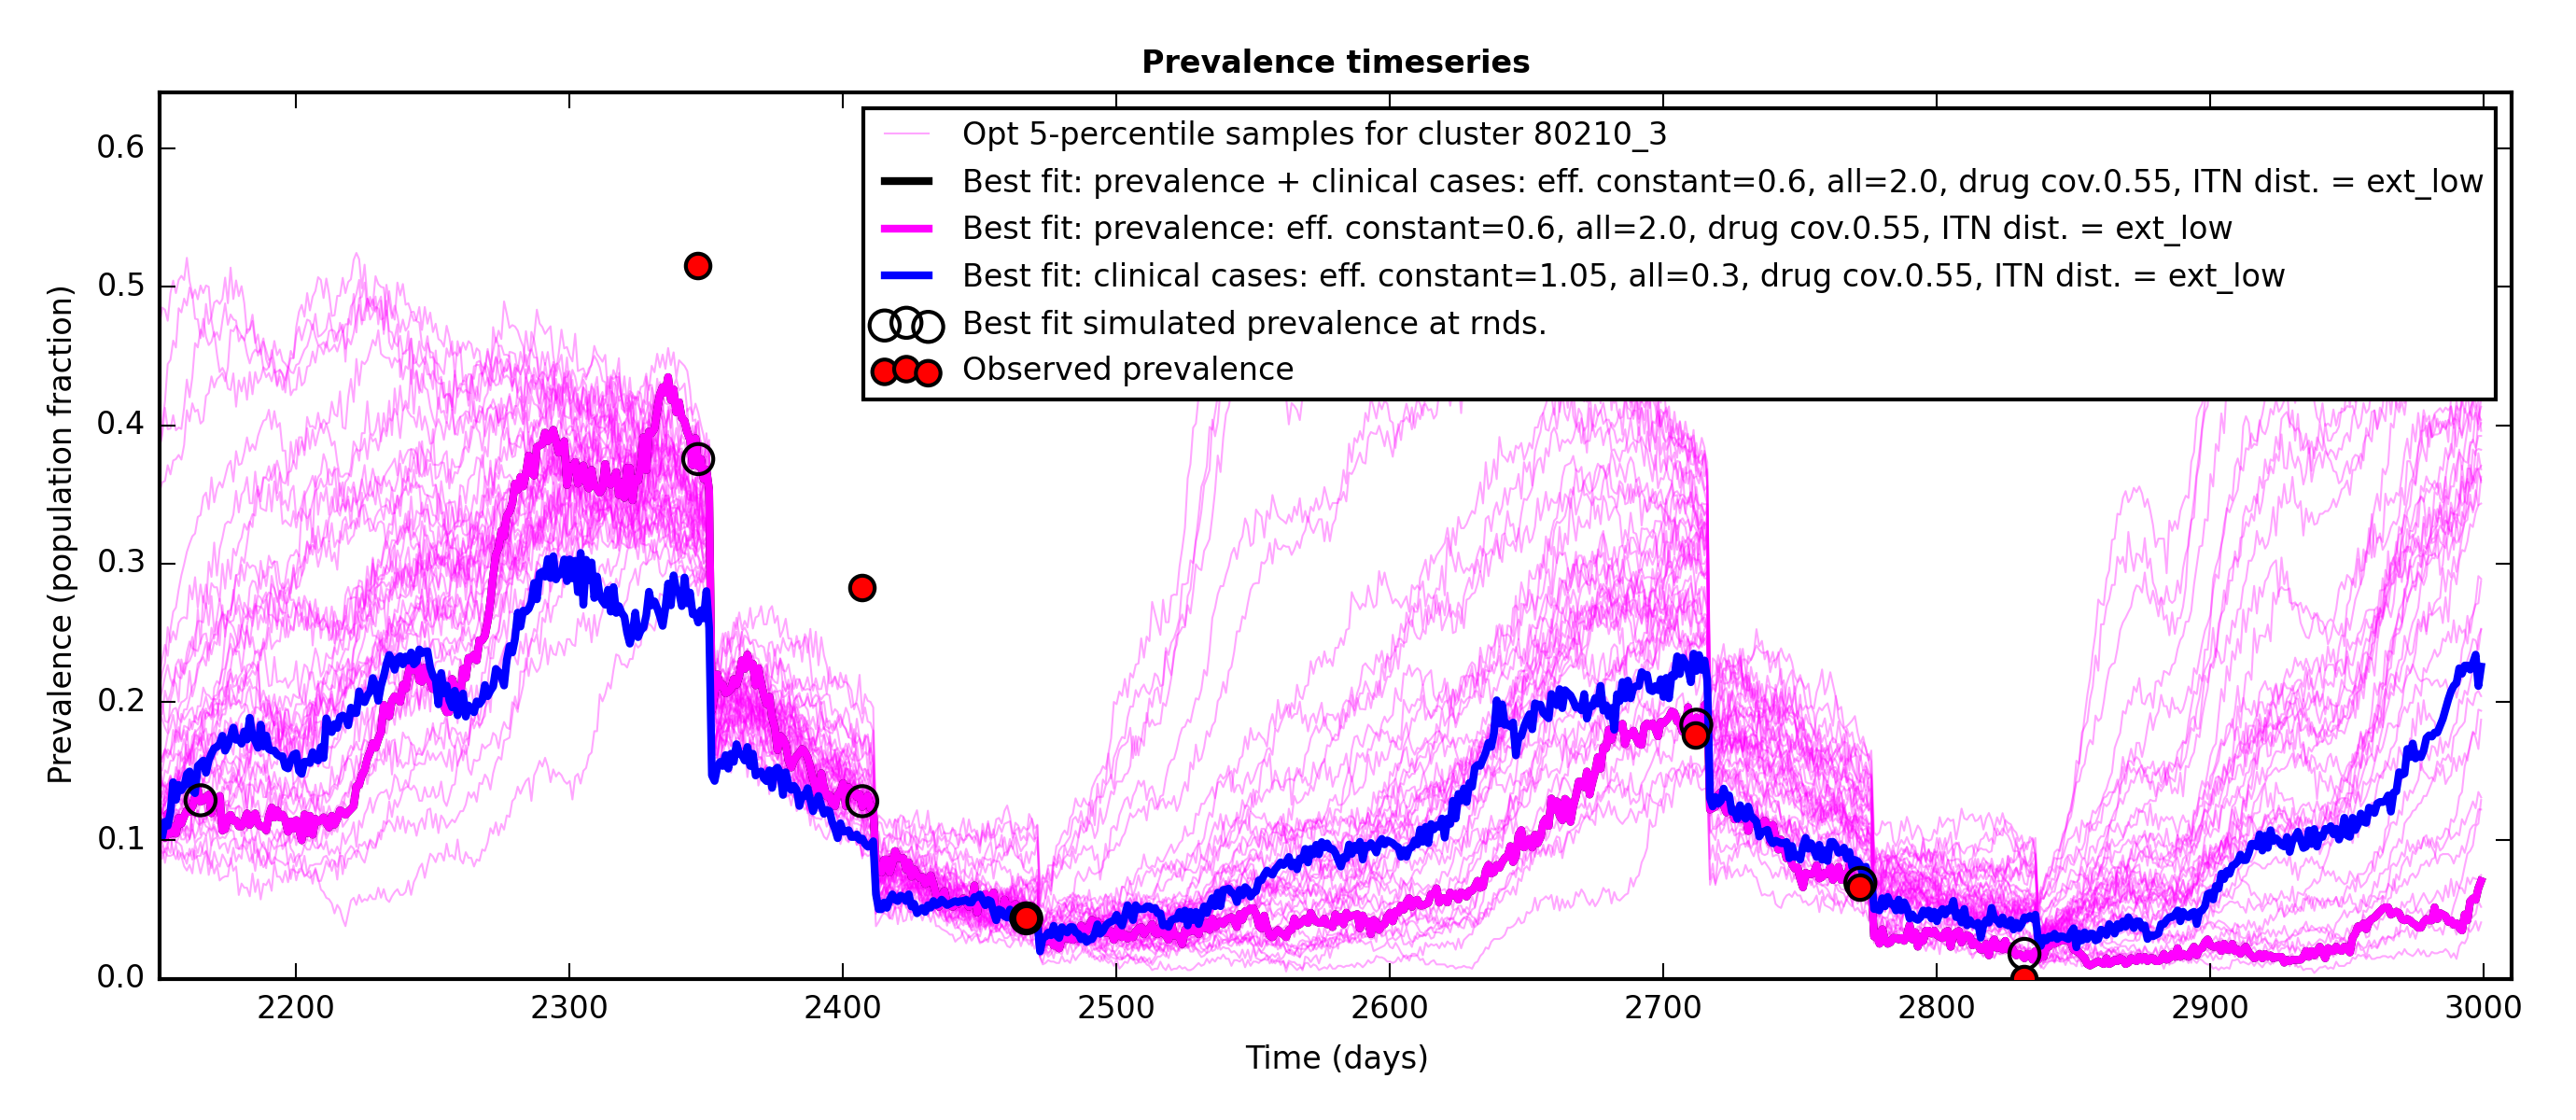 Prevalence timeseries
Opt 5-percentile samples for cluster 80210_3
Best fit: prevalence + clinical cases: eff. constant=0.6, all=2.0, drug cov.0.55, ITN dist. = ext_low
Best fit: prevalence: eff. constant=0.6, all=2.0, drug cov.0.55, ITN dist. = ext_low
Best fit: clinical cases: eff. constant=1.05, all=0.3, drug cov.0.55, ITN dist. = ext_low
Best fit simulated prevalence at rnds.
Observed prevalence
Prevalence (population fraction)
0.6
0.5
0.4
0.3
0.2
0.1
0.0
2200 2300 2400 2500 2600 2700 2800 2900 3000
Time (days)